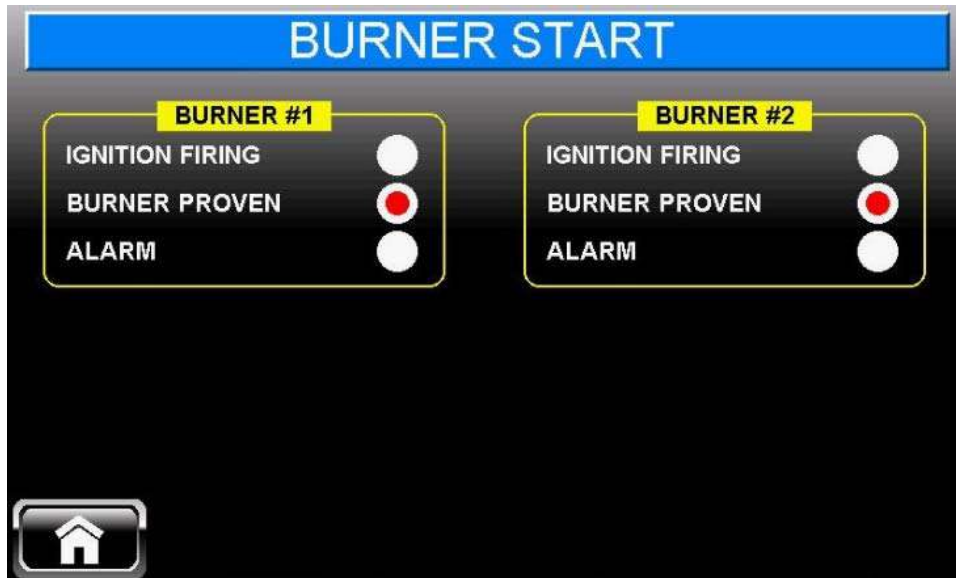 BURNER START
BURNER #1
IGNITION FIRING
BURNER PROVEN
ALARM
BURNER #2
IGNITION FIRING
BURNER PROVEN
ALARM